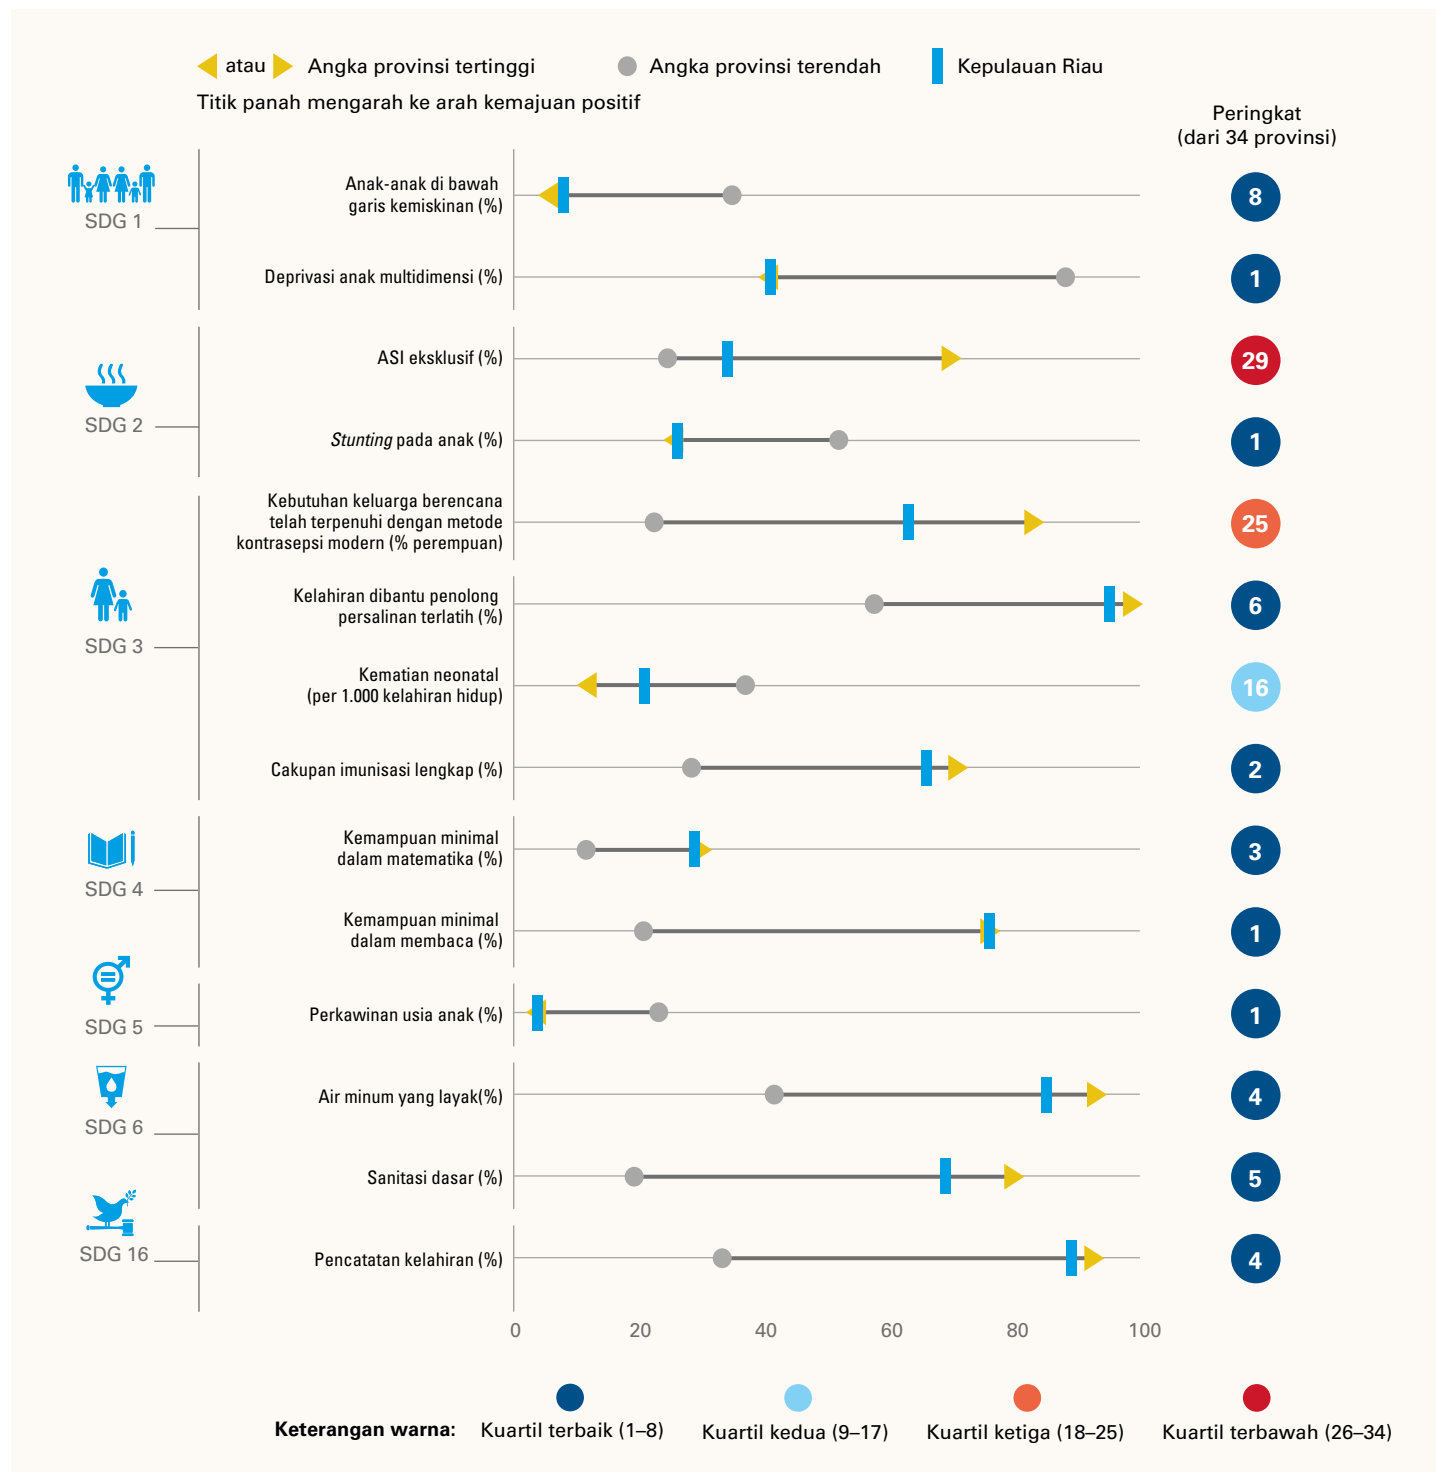 atau Angka provinsi tertinggi
Angka provinsi terendah
Kepulauan Riau
Titik panah mengarah ke arah kemajuan positif
Peringkat
(dari 34 provinsi)
SDG 1
Anak-anak di bawah
garis kemiskinan (%)
8
Deprivasi anak multidimensi (%)
1
SDG 2
ASI eksklusif (%)
29
Stunting pada anak (%)
1
SDG 3
Kebutuhan keluarga berencana
telah terpenuhi dengan metode
kontrasepsi modern (% perempuan)
25
Kelahiran dibantu penolong
persalinan terlatih (%)
6
Kematian neonatal
(per 1.000 kelahiran hidup)
16
Cakupan imunisasi lengkap (%)
2
SDG 4
Kemampuan minimal
dalam matematika (%)
3
Kemampuan minimal
dalam membaca (%)
1
SDG 5
Perkawinan usia anak (%)
1
SDG 6
Air minum yang layak(%)
4
Sanitasi dasar (%)
5
SDG 16
Pencatatan kelahiran (%)
4
0 20 40 60 80 100
Keterangan warna:
Kuartil terbaik (1–8)
Kuartil kedua (9–17)
Kuartil ketiga (18–25)
Kuartil terbawah (26–34)